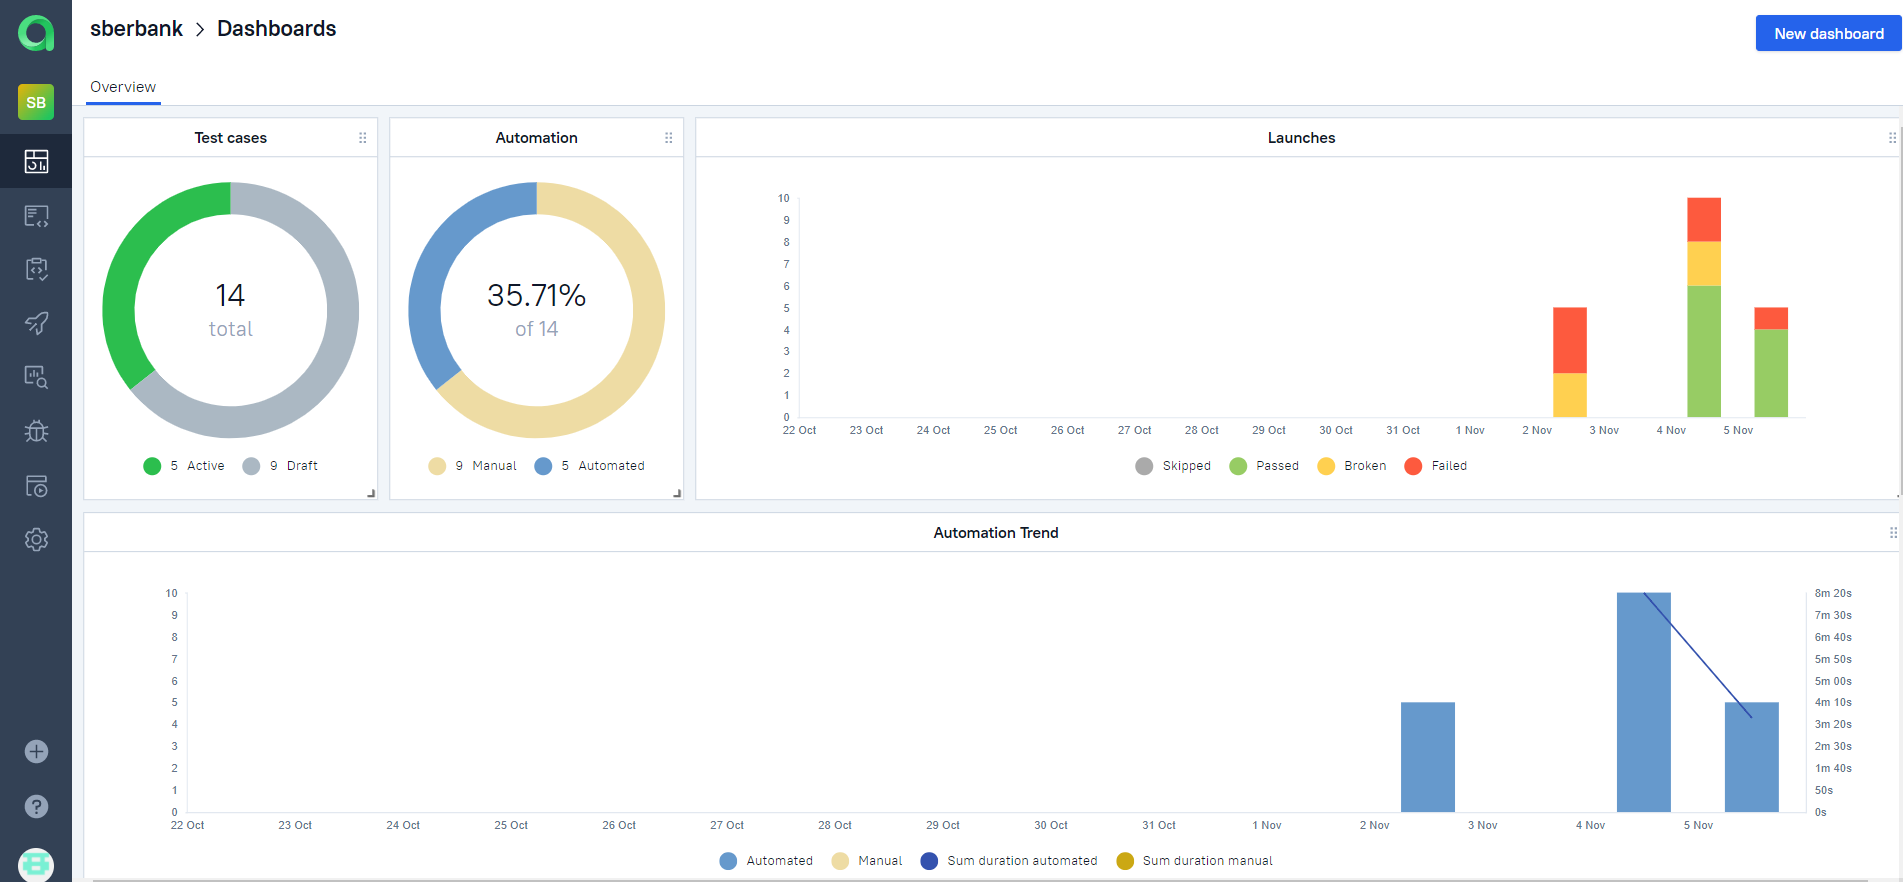 sberbank > Dashboards
New dashboard
SB
Overview
Test cases
14
total
5 Active 9 Draft
Automation
35.71%
of 14
9 Manual 5 Automated
Launches
10
9
8
7
6
5
4
3
2
1
0
22 Oct 23 Oct 24 Oct 25 Oct 26 Oct 27 Oct 28 Oct 29 Oct 30 Oct 31 Oct 1 Nov 2 Nov 3 Nov 4 Nov 5 Nov
Skipped Passed Broken Failed
Automation Trend
10 8m 20s
9 7m 30s
8 6m 40s
7 5m 50s
6 5m 00s
5 4m 10s
4 3m 20s
3 2m 30s
2 1m 40s
1 50s
0 0s
22 Oct 23 Oct 24 Oct 25 Oct 26 Oct 27 Oct 28 Oct 29 Oct 30 Oct 31 Oct 1 Nov 2 Nov 3 Nov 4 Nov 5 Nov
Automated Manual Sum duration automated Sum duration manual